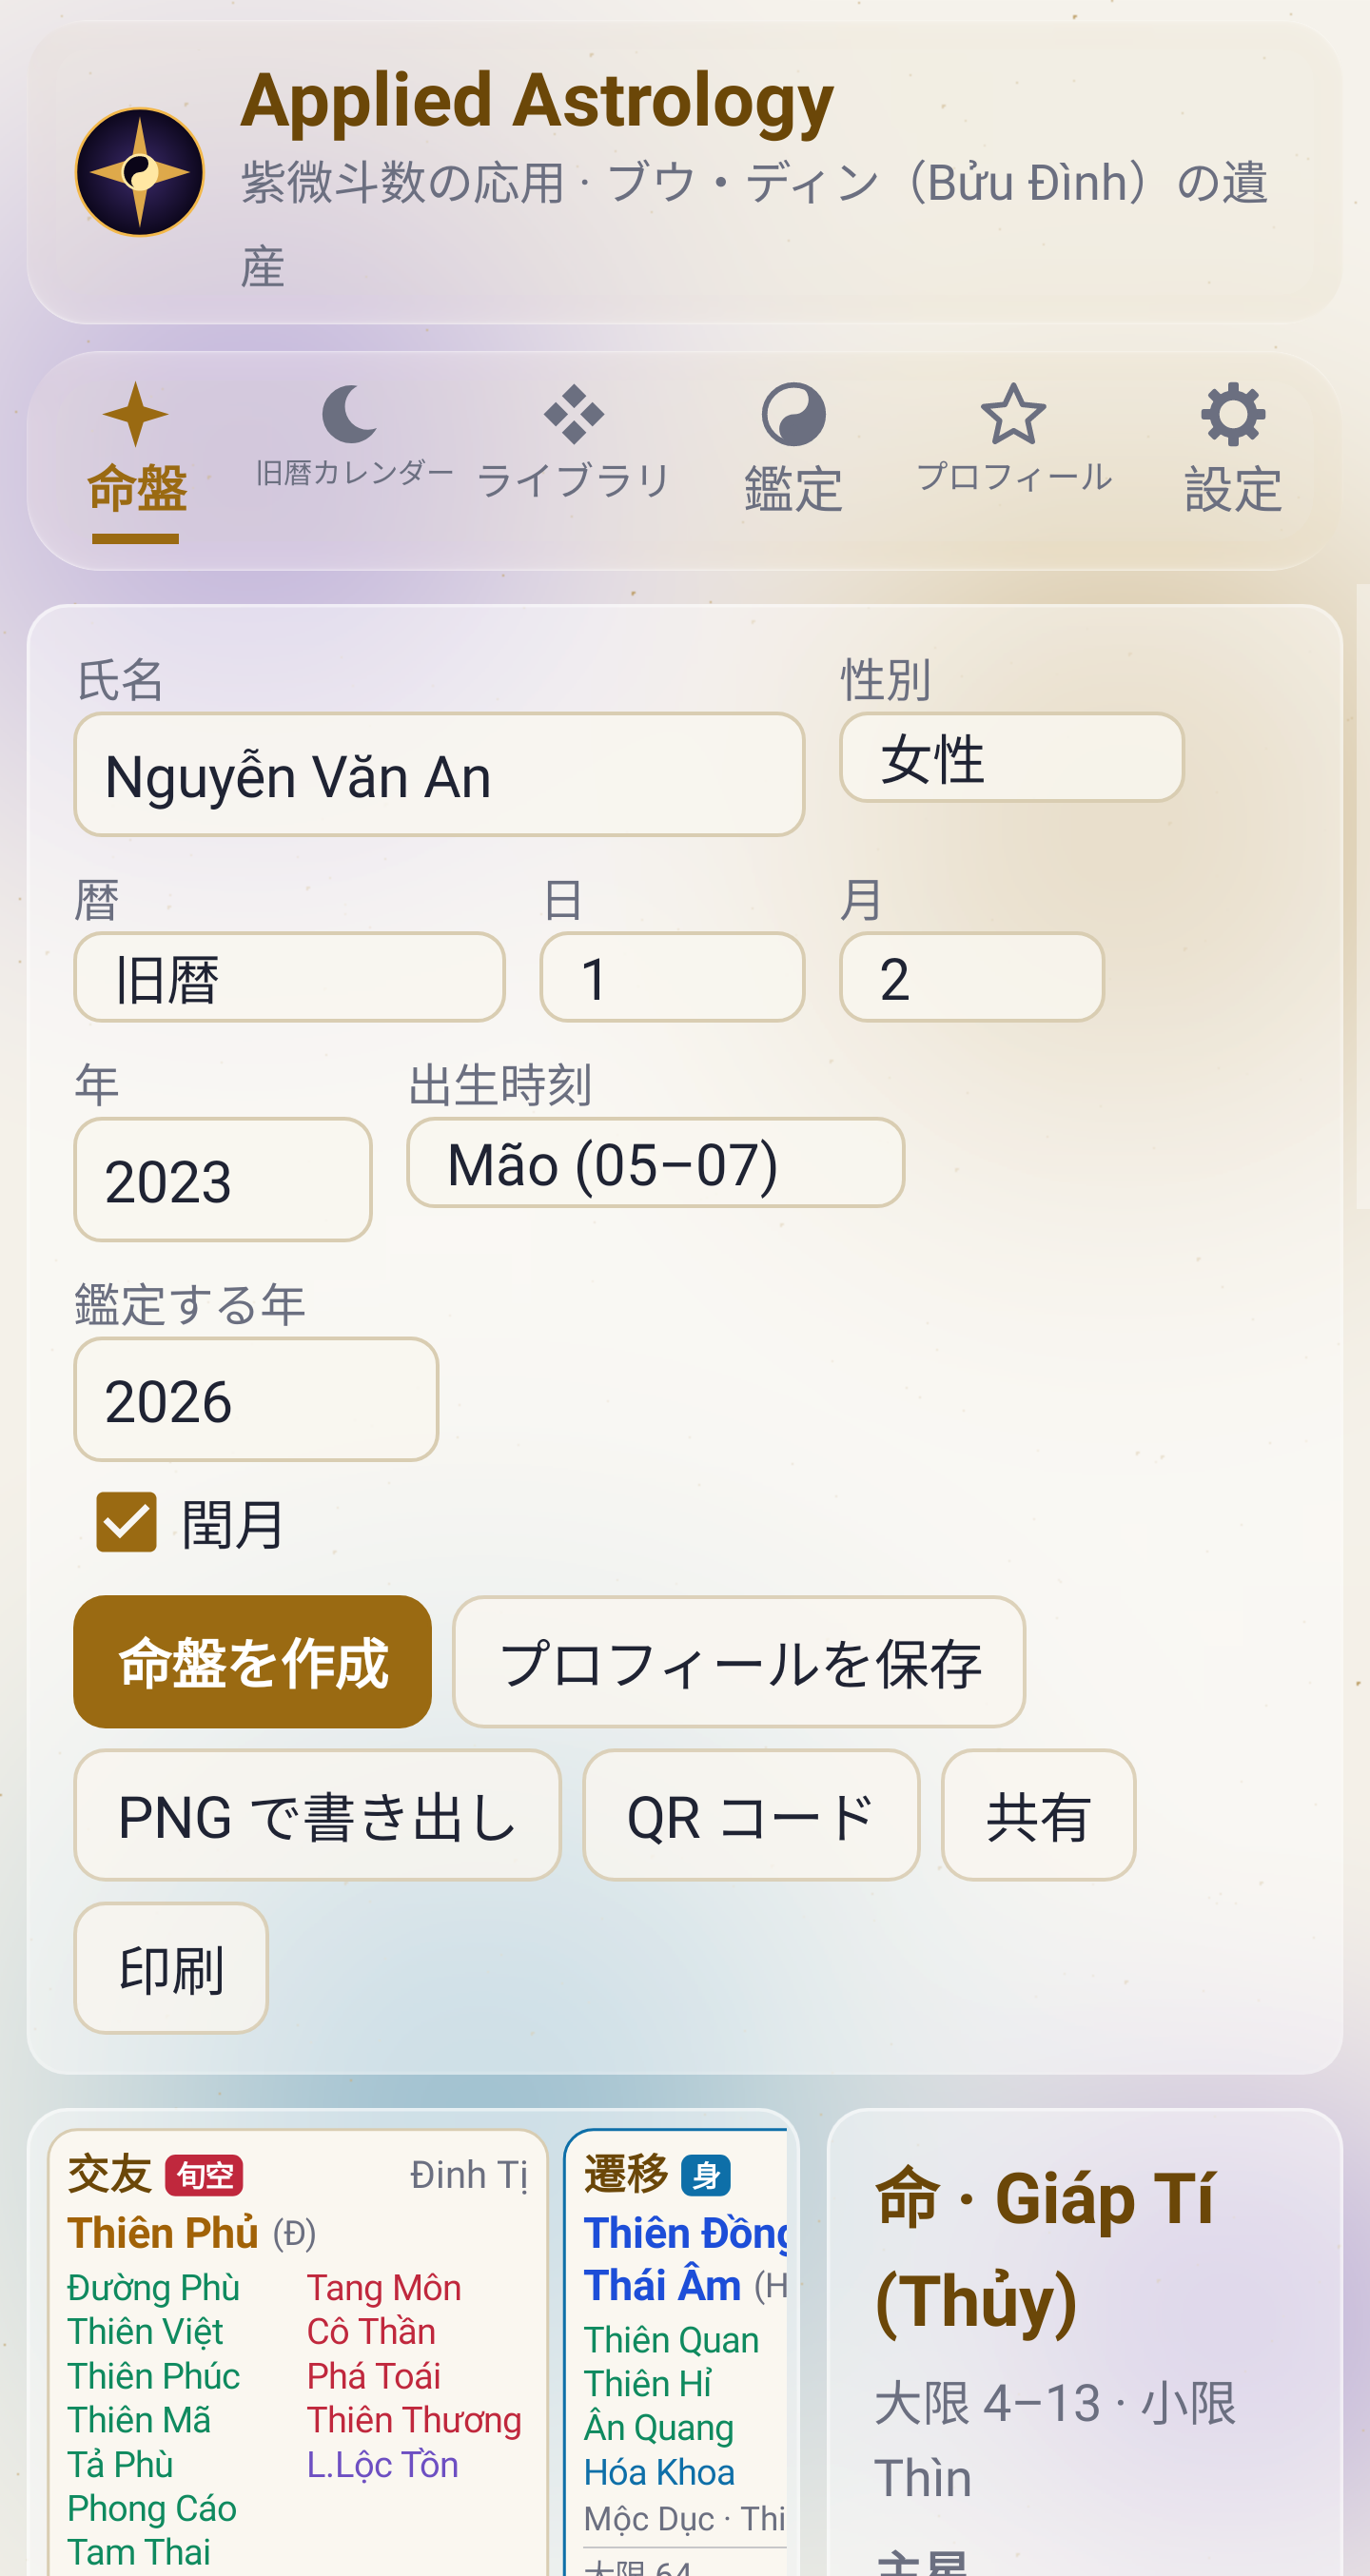 Applied Astrology
紫微斗数の応用 · ブウ・ディン（Bửu Đình）の遺
産
命盤
旧暦カレンダー
ライブラリ
鑑定
プロフィール
設定
氏名
性別
Nguyễn Văn An
女性
暦
日
月
旧暦
1
2
年
出生時刻
2023
Mão (05–07)
鑑定する年
2026
閏月
命盤を作成
プロフィールを保存
PNG で書き出し
QR コード
共有
印刷
交友 旬空 Đinh Tị
Thiên Phủ (Đ)
Đường Phù Tang Môn
Thiên Việt Cô Thần
Thiên Phúc Phá Toái
Thiên Mã Thiên Thương
Tả Phù L.Lộc Tồn
Phong Cáo
Tam Thai
遷移 身
Thiên Đồng
Thái Âm (H
Thiên Quan
Thiên Hỉ
Ân Quang
Hóa Khoa
Mộc Dục · Thi
大限 64
命 · Giáp Tí
(Thủy)
大限 4–13 · 小限
Thìn
主星